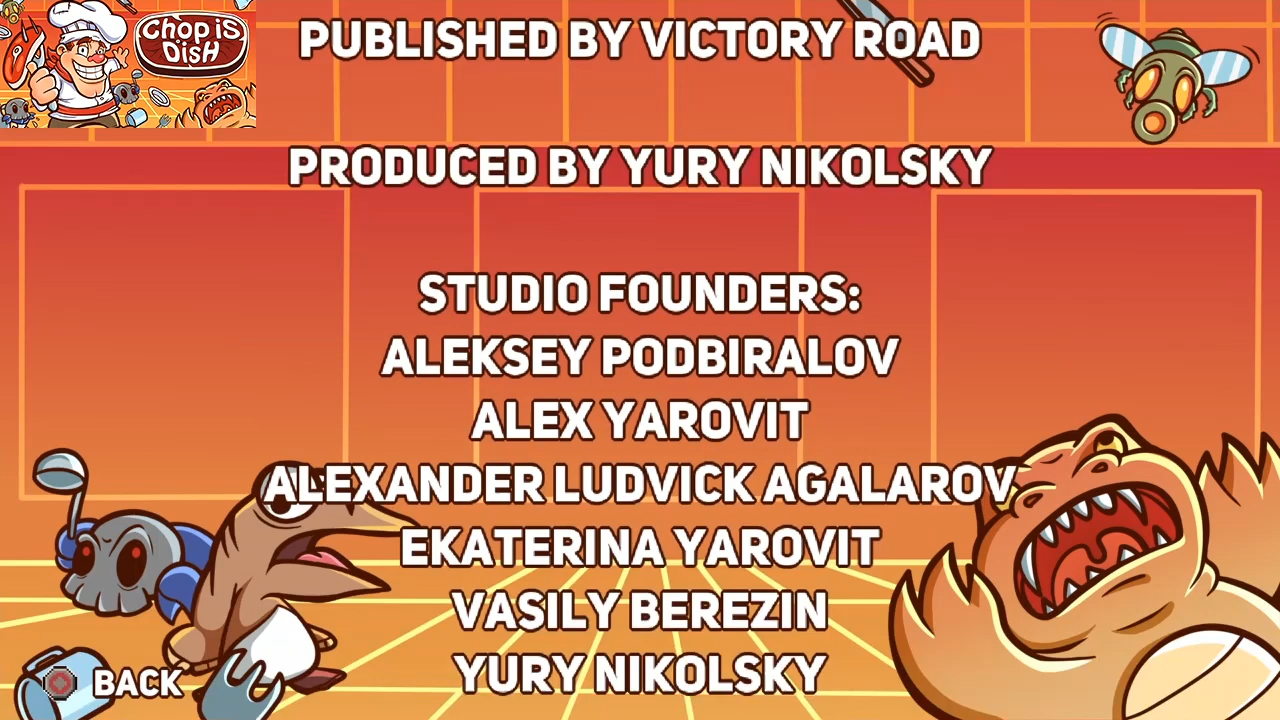 Chop is
Dish
PUBLISHED BY VICTORY ROAD
PRODUCED BY YURY NIKOLSKY
STUDIO FOUNDERS:
ALEKSEY PODBIRALOV
ALEX YAROVIT
ALEXANDER LUDVICK AGALAROV
EKATERINA YAROVIT
VASILY BEREZIN
YURY NIKOLSKY
BACK